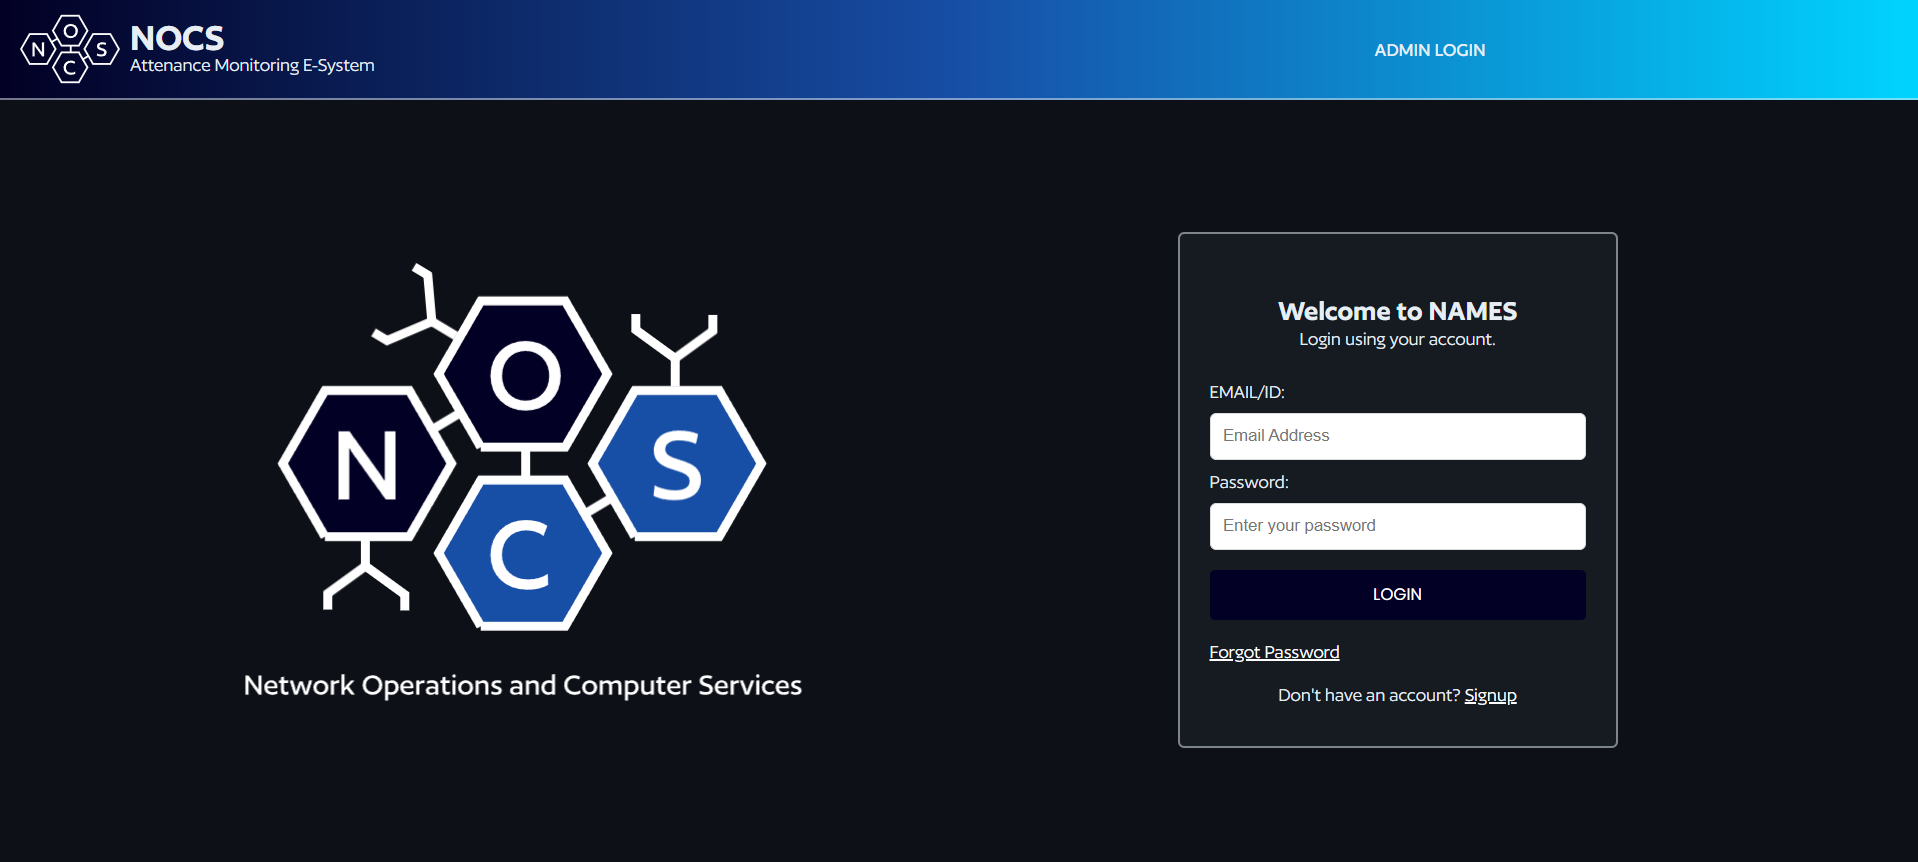 N
O
C
S
NOCS
Attenance Monitoring E-System
ADMIN LOGIN
N
O
C
S
Network Operations and Computer Services
Welcome to NAMES
Login using your account.
EMAIL/ID:
Email Address
Password:
Enter your password
LOGIN
Forgot Password
Don't have an account? Signup